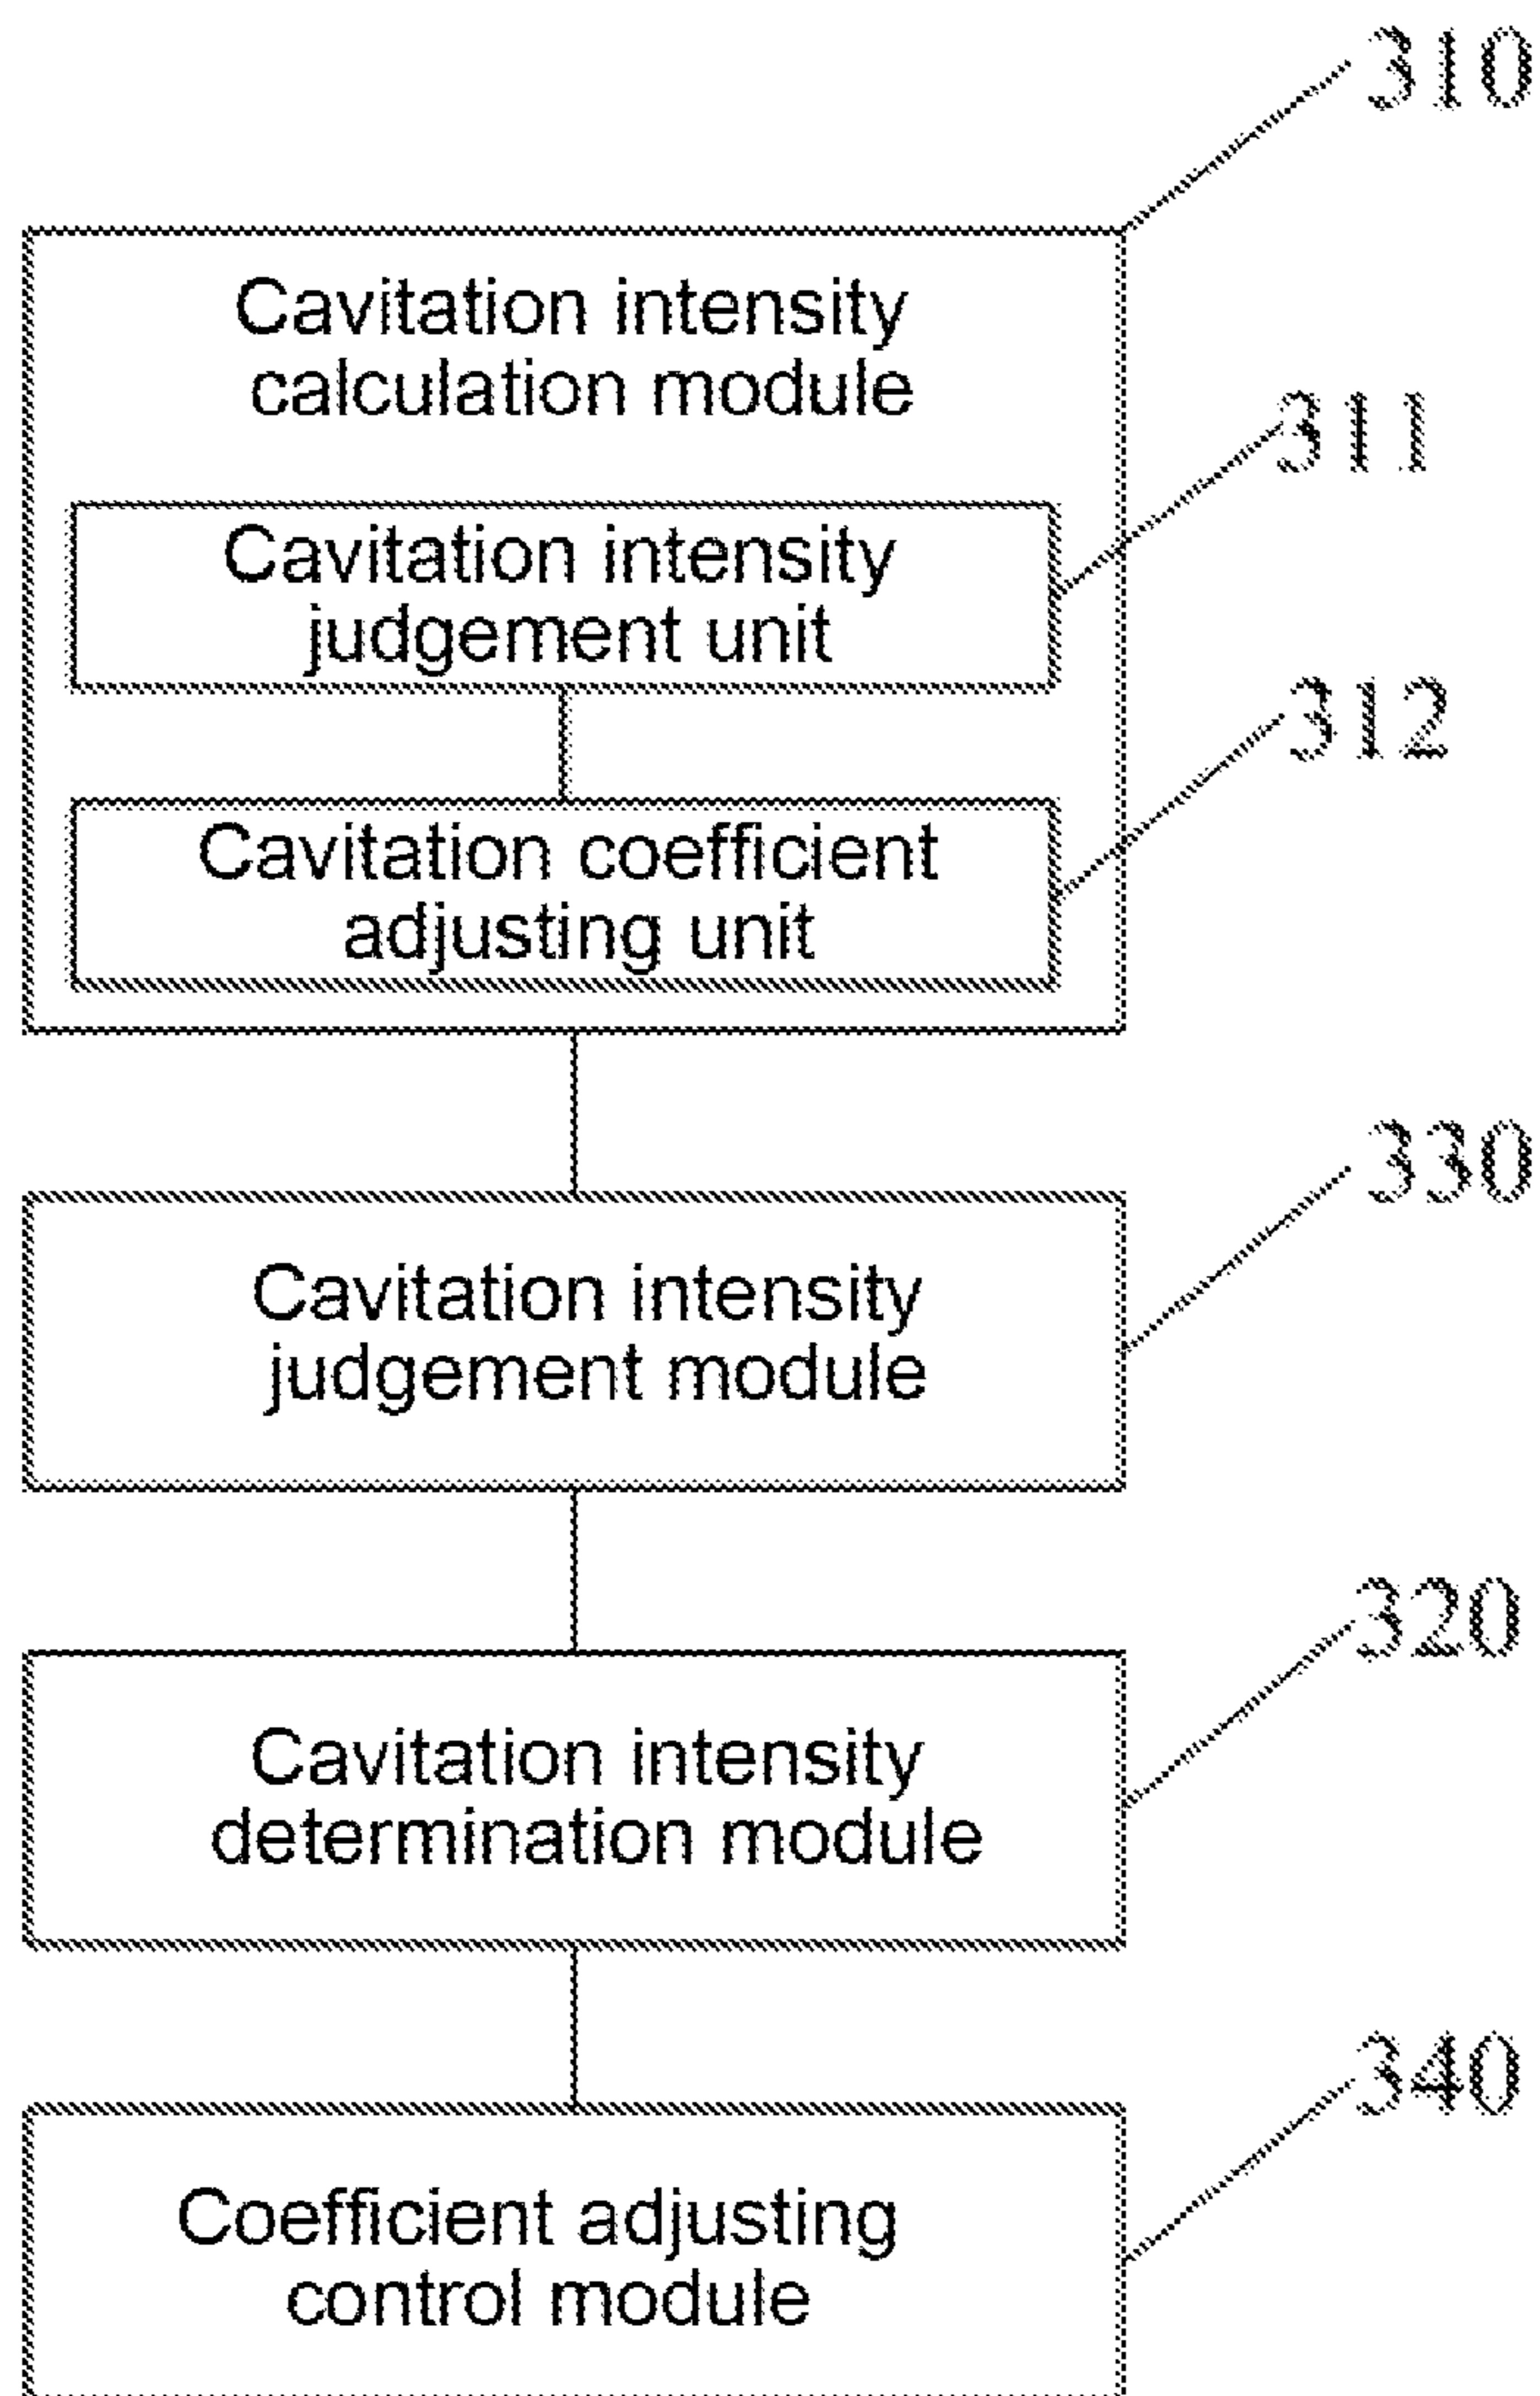 310
Cavitation intensity
calculation module
311
Cavitation intensity
judgement unit
312
Cavitation coefficient
adjusting unit
330
Cavitation intensity
judgement module
320
Cavitation intensity
determination module
340
Coefficient adjusting
control module